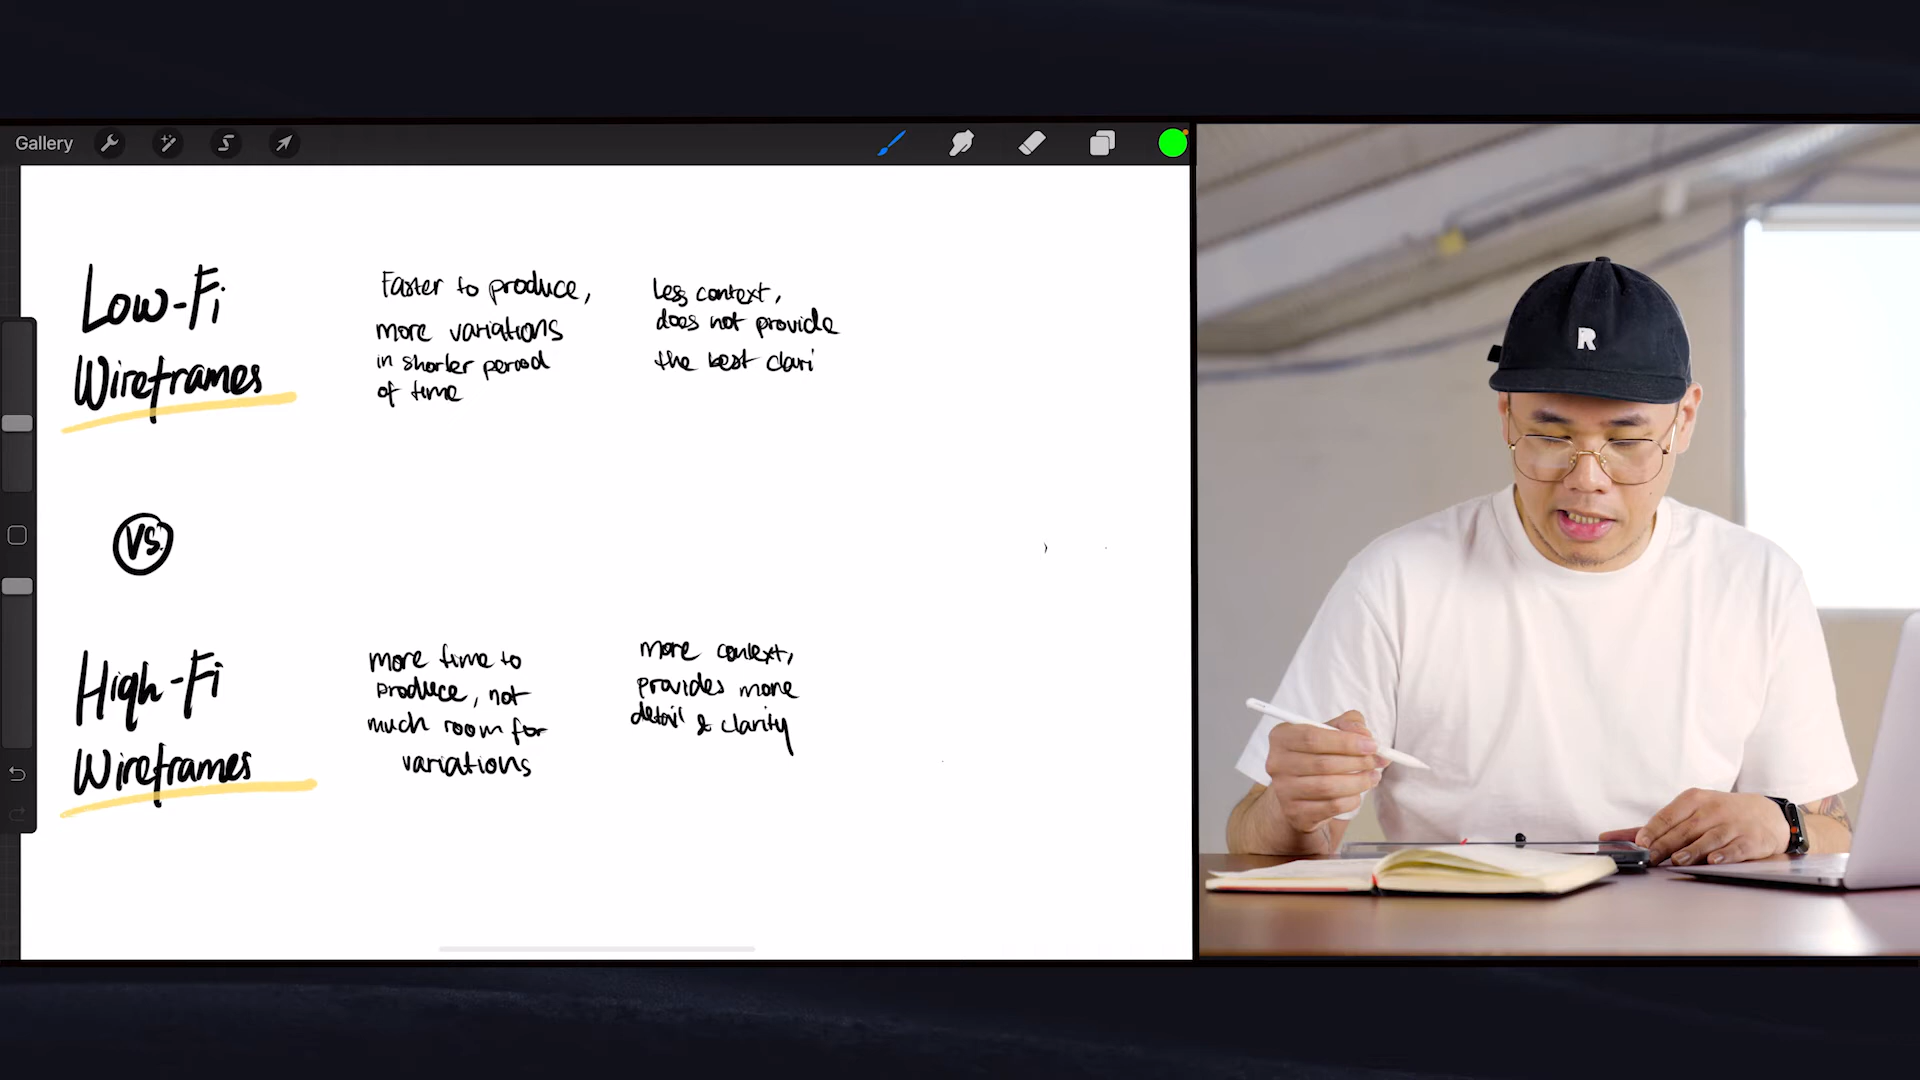 Gallery
Low-Fi
Wireframes
Faster to produce,
more variations
in shorter period
of time
Less context,
does not provide
the best clari
VS.
High-Fi
Wireframes
more time to
produce, not
much room for
variations
more context,
provides more
detail & clarity
R